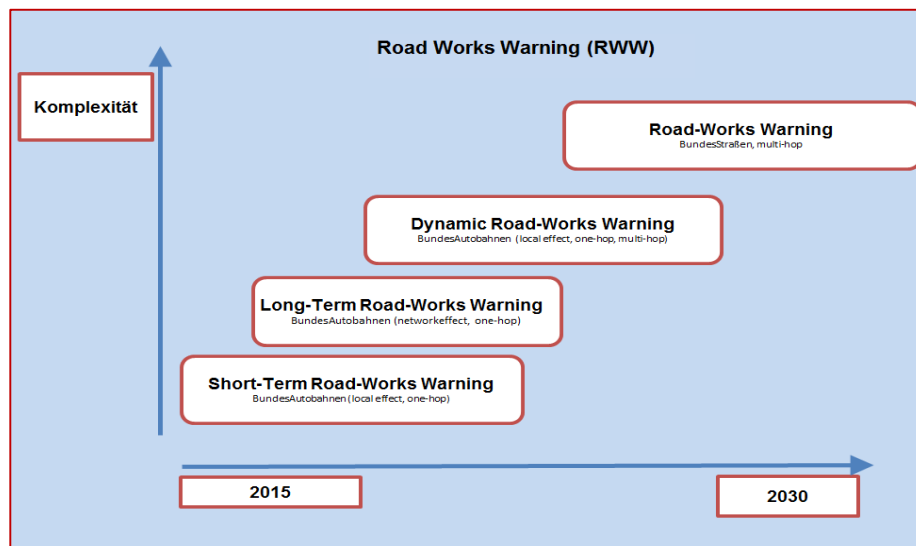 Road Works Warning (RWW)
Komplexität
Road-Works Warning
BundesStraßen, multi-hop
Dynamic Road-Works Warning
BundesAutobahnen (local effect, one-hop, multi-hop)
Long-Term Road-Works Warning
BundesAutobahnen (networkeffect, one-hop)
Short-Term Road-Works Warning
BundesAutobahnen (local effect, one-hop)
2015
2030